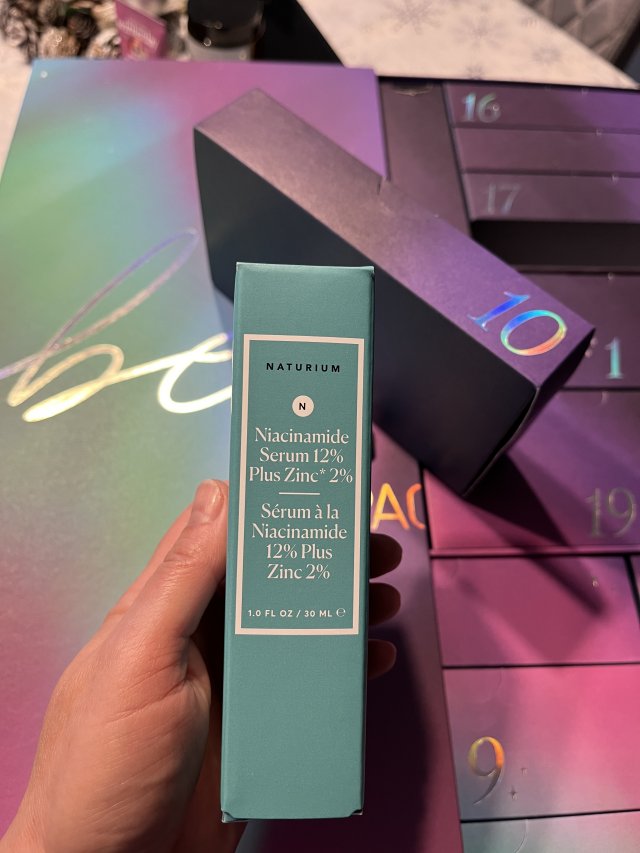 16
17
10
1
be
NATURIUM
N
Niacinamide
Serum 12%
Plus Zinc* 2%
Sérum à la
Niacinamide
12% Plus
Zinc 2%
1.0 FL OZ / 30 ML ℮
19
9